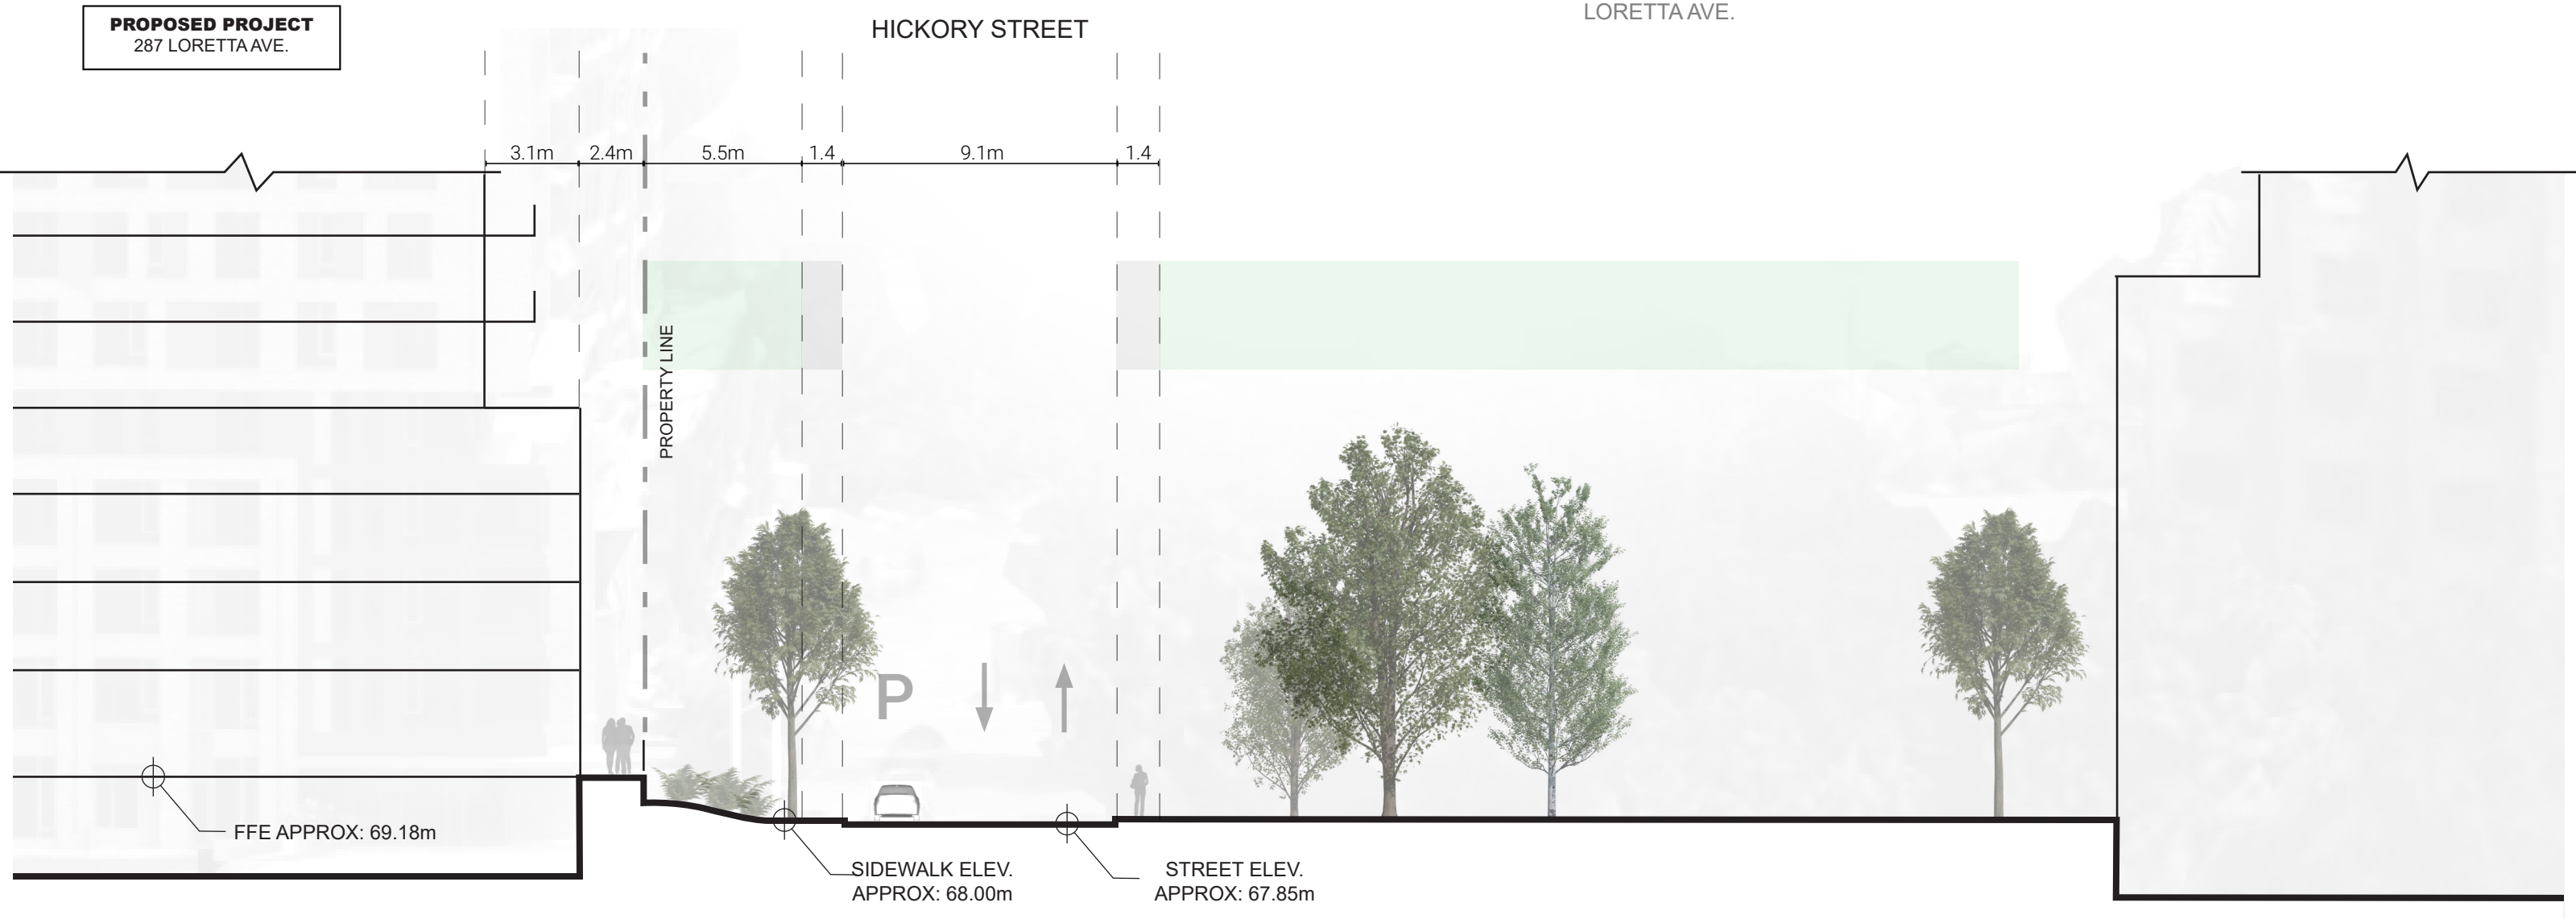 PROPOSED PROJECT
287 LORETTA AVE.
HICKORY STREET
LORETTA AVE.
3.1m
2.4m
5.5m
1.4
9.1m
1.4
PROPERTY LINE
P
FFE APPROX: 69.18m
SIDEWALK ELEV.
APPROX: 68.00m
STREET ELEV.
APPROX: 67.85m